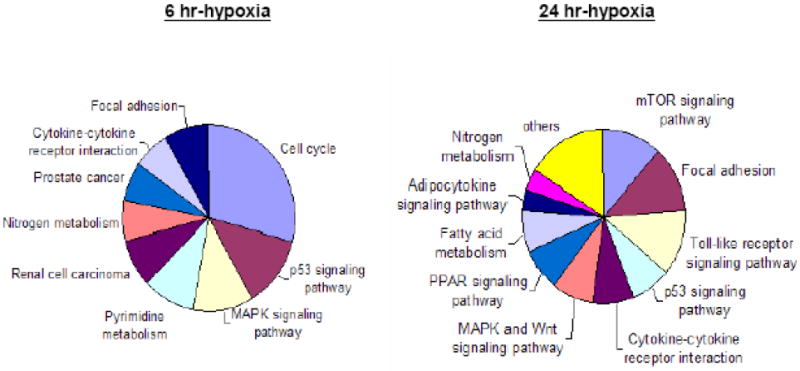 6 hr-hypoxia
Focal adhesion
Cytokine-cytokine
receptor interaction
Prostate cancer
Nitrogen metabolism
Renal cell carcinoma
Pyrimidine
metabolism
MAPK signaling
pathway
p53 signaling
pathway
Cell cycle
24 hr-hypoxia
others
Nitrogen
metabolism
Adipocytokine
signaling pathway
Fatty acid
metabolism
PPAR signaling
pathway
MAPK and Wnt
signaling pathway
Cytokine-cytokine
receptor interaction
p53 signaling
pathway
Toll-like receptor
signaling pathway
Focal adhesion
mTOR signaling
pathway